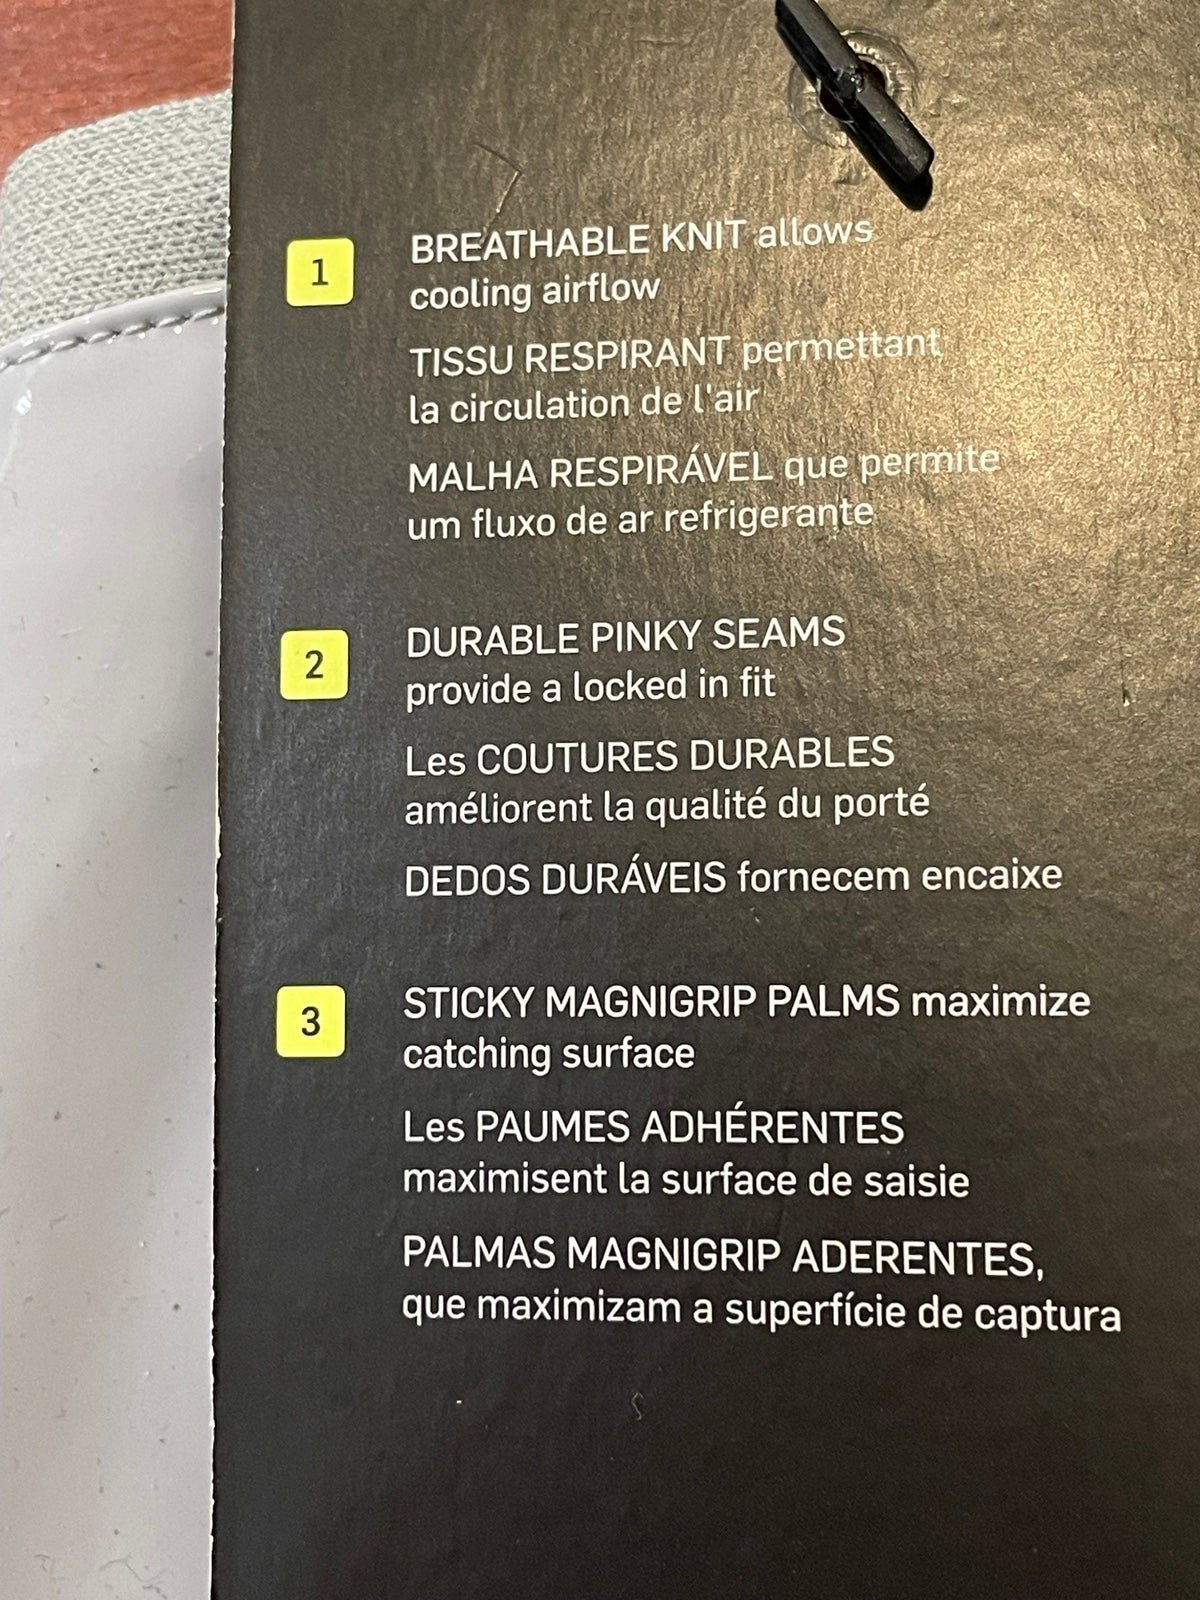 1
BREATHABLE KNIT allows
cooling airflow
TISSU RESPIRANT permettant
la circulation de l'air
MALHA RESPIRÁVEL que permite
um fluxo de ar refrigerante
2
DURABLE PINKY SEAMS
provide a locked in fit
Les COUTURES DURABLES
améliorent la qualité du porté
DEDOS DURÁVEIS fornecem encaixe
3
STICKY MAGNIGRIP PALMS maximize
catching surface
Les PAUMES ADHÉRENTES
maximisent la surface de saisie
PALMAS MAGNIGRIP ADERENTES,
que maximizam a superfície de captura